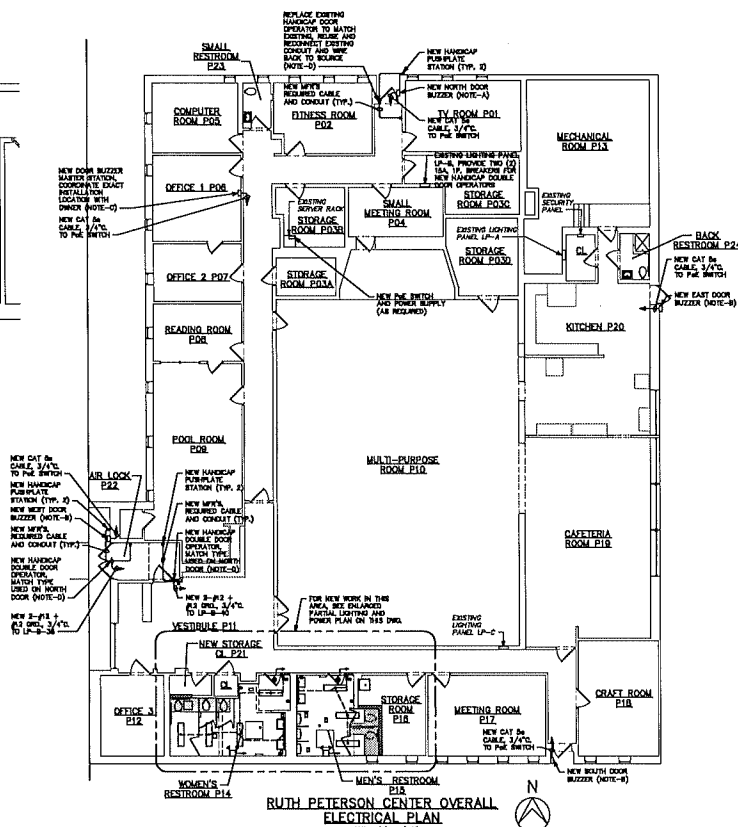 REPLACE EXISTING
HANDICAP DOOR
OPERATOR TO MATCH
EXISTING, REUSE AND
RECONNECT EXISTING
CONDUIT AND WIRE
BACK TO SOURCE
(NOTE-D)
SMALL
RESTROOM
P23
NEW HANDICAP
PUSHPLATE
STATION (TYP. 2)
NEW MFR'S
REQUIRED CABLE
AND CONDUIT (TYP.)
NEW NORTH DOOR
BUZZER (NOTE-A)
COMPUTER
ROOM P05
FITNESS ROOM
P02
TV ROOM P01
NEW CAT 5e
CABLE, 3/4"C.
TO PoE SWITCH
MECHANICAL
ROOM P13
NEW DOOR BUZZER
MASTER STATION,
COORDINATE EXACT
INSTALLATION
LOCATION WITH
OWNER (NOTE-C)
NEW CAT 5e
CABLE, 3/4"C.
TO PoE SWITCH
OFFICE 1 P06
EXISTING LIGHTING PANEL
LP-B, PROVIDE TWO (2)
15A, 1P, BREAKERS FOR
NEW HANDICAP DOUBLE
DOOR OPERATORS
EXISTING
SERVER RACK
STORAGE
ROOM P03B
SMALL
MEETING ROOM
P04
STORAGE
ROOM P03C
EXISTING
SECURITY
PANEL
EXISTING LIGHTING
PANEL LP-A
STORAGE
ROOM P03D
CL
BACK
RESTROOM P24
NEW CAT 5e
CABLE, 3/4"C.
TO PoE SWITCH
OFFICE 2 P07
STORAGE
ROOM P03A
NEW PoE SWITCH
AND POWER SUPPLY
(AS REQUIRED)
NEW EAST DOOR
BUZZER (NOTE-B)
READING ROOM
P08
KITCHEN P20
POOL ROOM
P09
MULTI-PURPOSE
ROOM P10
NEW CAT 5e
CABLE, 3/4"C.
TO PoE SWITCH
AIR LOCK
P22
NEW HANDICAP
PUSHPLATE
STATION (TYP. 2)
NEW WEST DOOR
BUZZER (NOTE-B)
NEW MFR'S.
REQUIRED CABLE
AND CONDUIT (TYP.)
NEW HANDICAP
DOUBLE DOOR
OPERATOR,
MATCH TYPE
USED ON NORTH
DOOR (NOTE-D)
NEW 2-#12 +
#12 GRD., 3/4"C.
TO LP-B-38
NEW HANDICAP
PUSHPLATE
STATION (TYP. 2)
NEW MFR'S.
REQUIRED CABLE
AND CONDUIT (TYP.)
NEW HANDICAP
DOUBLE DOOR
OPERATOR,
MATCH TYPE
USED ON NORTH
DOOR (NOTE-D)
NEW 2-#12 +
#12 GRD., 3/4"C.
TO LP-B-40
CAFETERIA
ROOM P19
VESTIBULE P11
FOR NEW WORK IN THIS
AREA, SEE ENLARGED
PARTIAL LIGHTING AND
POWER PLAN ON THIS DWG.
EXISTING
LIGHTING
PANEL LP-C
NEW STORAGE
CL P21
CL
OFFICE 3
P12
STORAGE
ROOM
P16
MEETING ROOM
P17
CRAFT ROOM
P18
NEW CAT 5e
CABLE, 3/4"C.
TO PoE SWITCH
NEW SOUTH DOOR
BUZZER (NOTE-B)
WOMEN'S
RESTROOM P14
MEN'S RESTROOM
P15
RUTH PETERSON CENTER OVERALL
ELECTRICAL PLAN
N